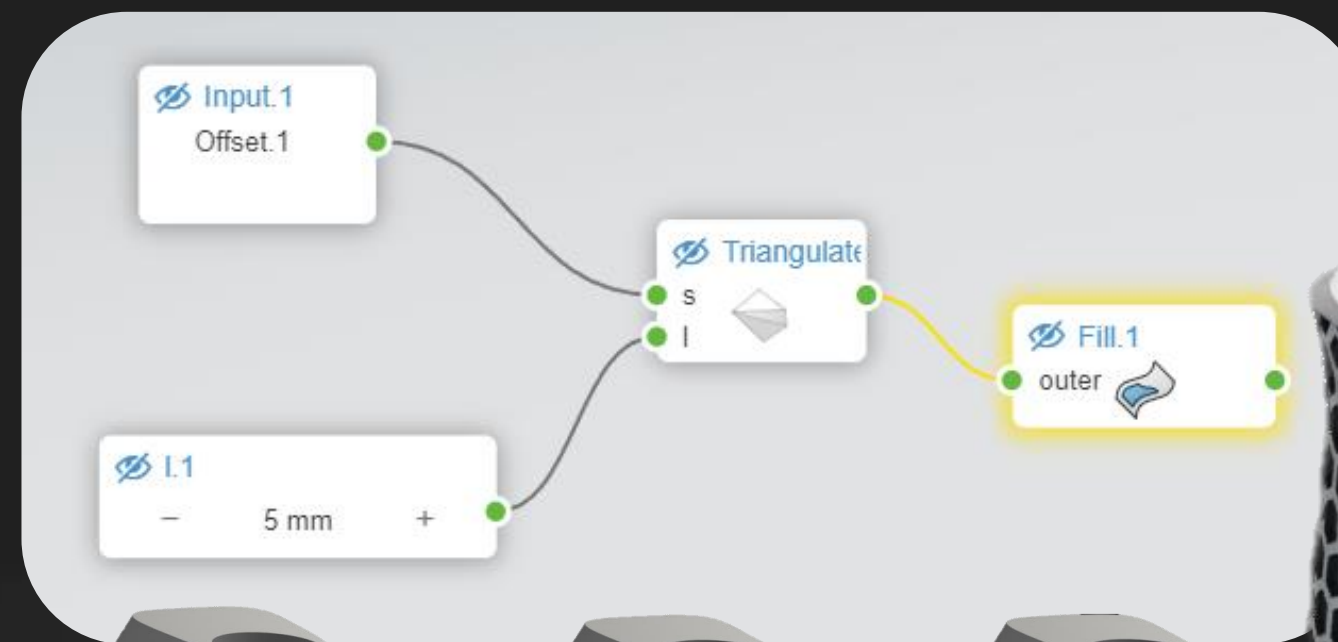 Input.1
Offset.1
Triangulate
s
l
Fill.1
outer
l.1
− 5 mm +